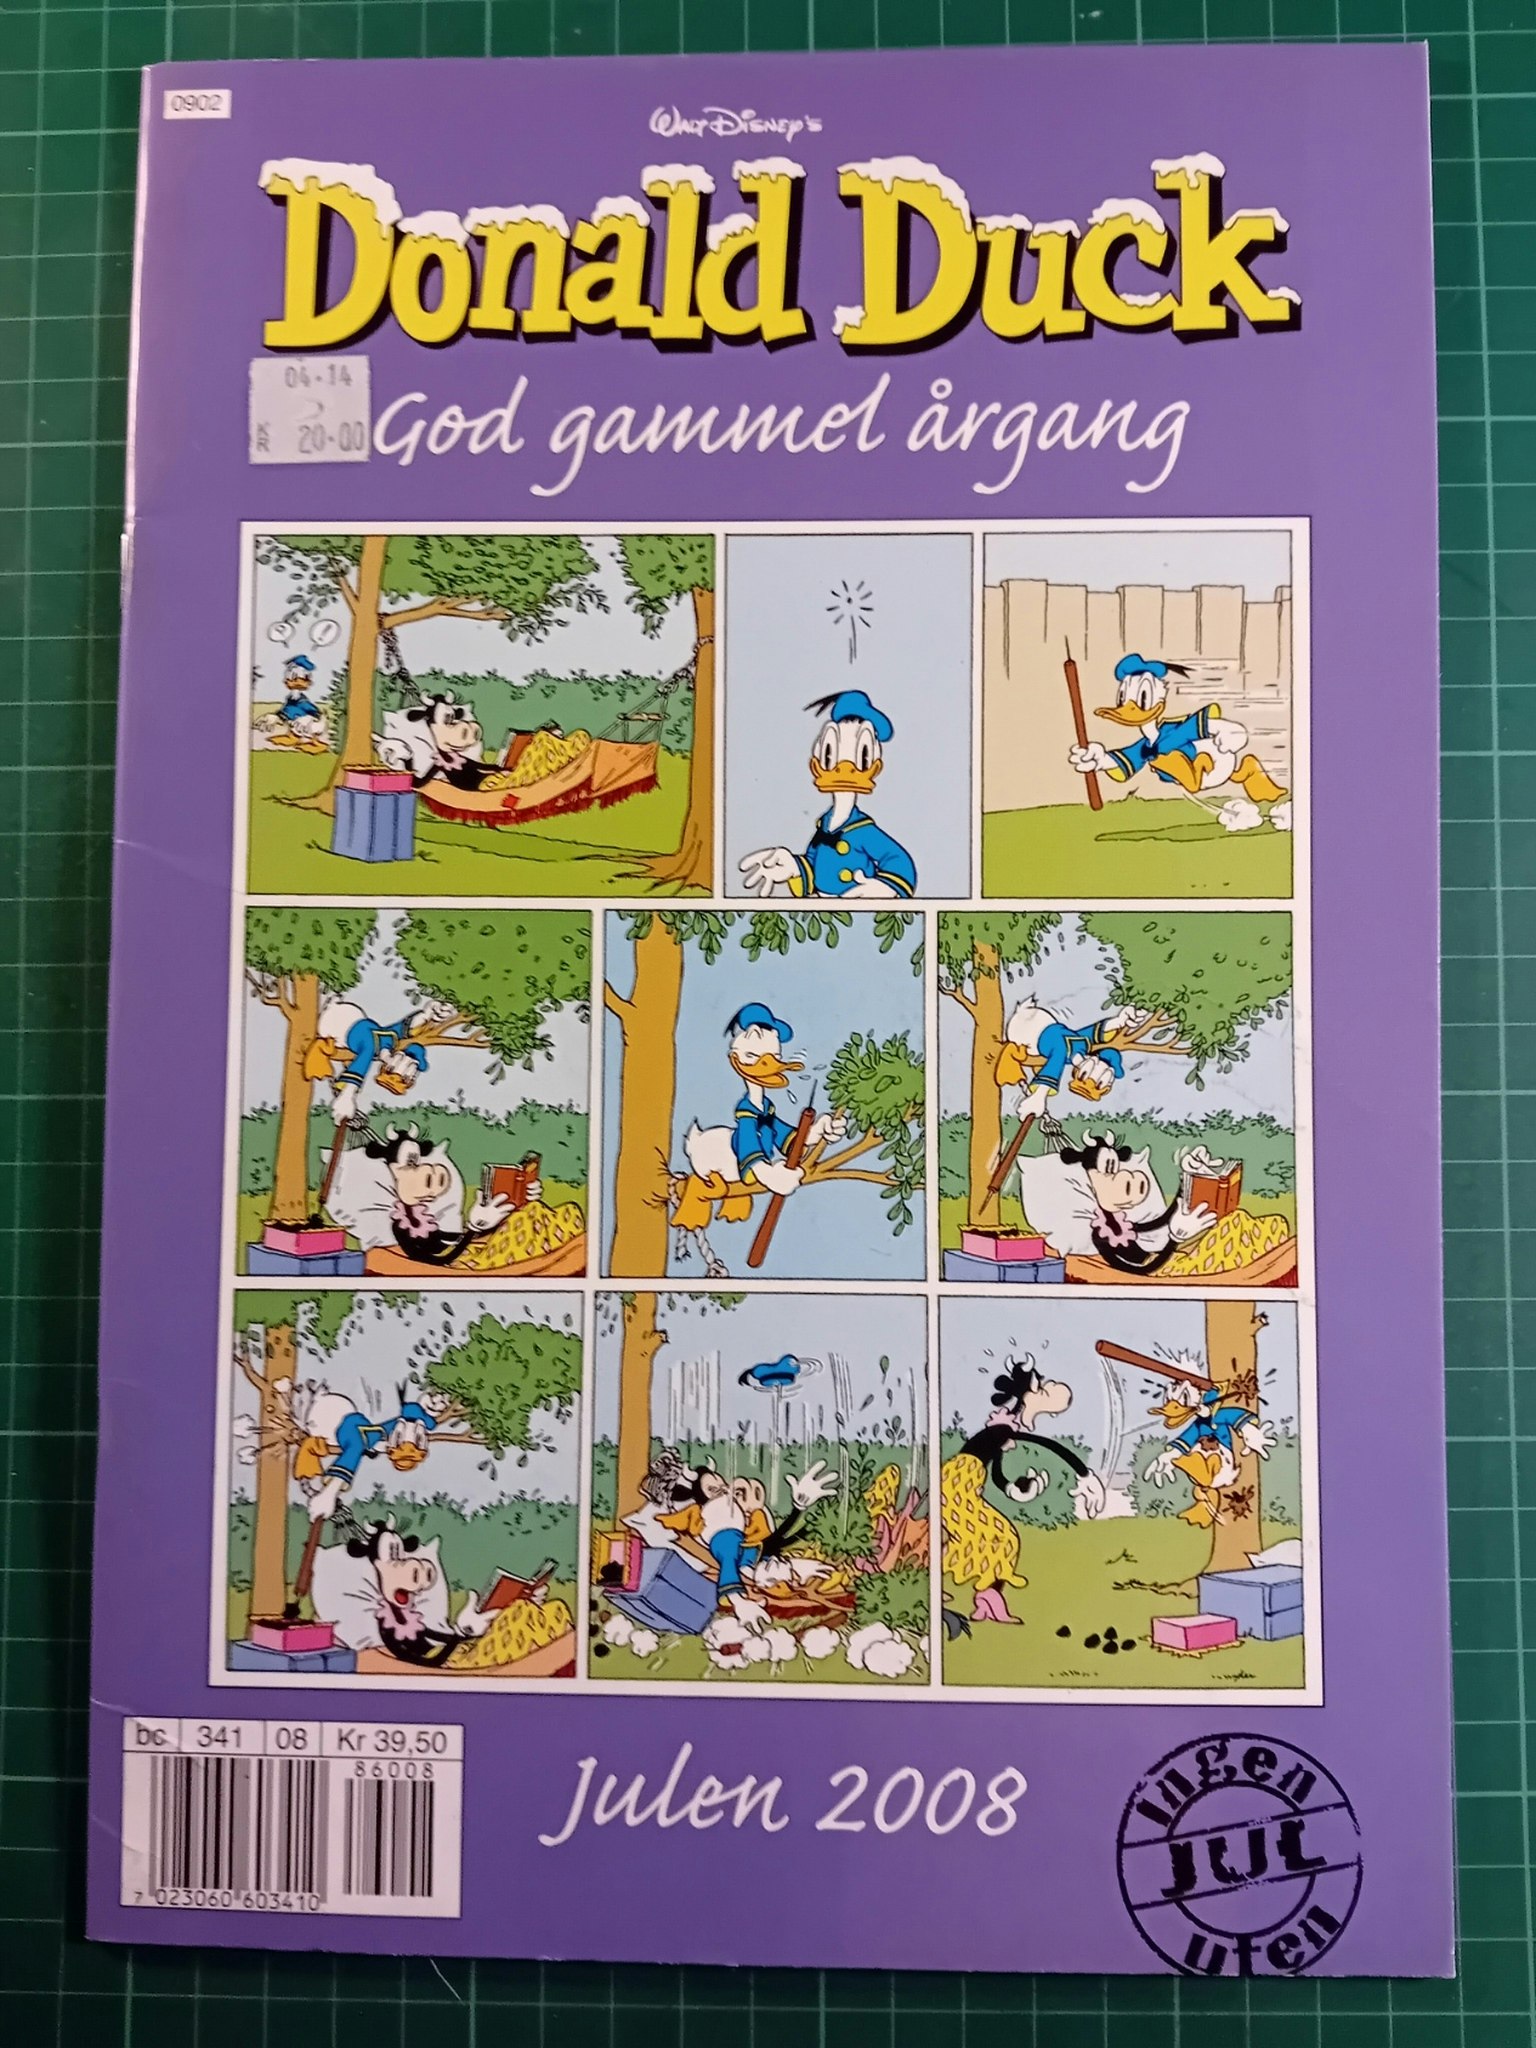 0902
Walt Disney's
Donald Duck
04·14
KR 20·00
God gammel årgang
? !
bc 341 08 Kr 39,50
86008
7 023060 603410
Julen 2008
Ingen
JUL
uten